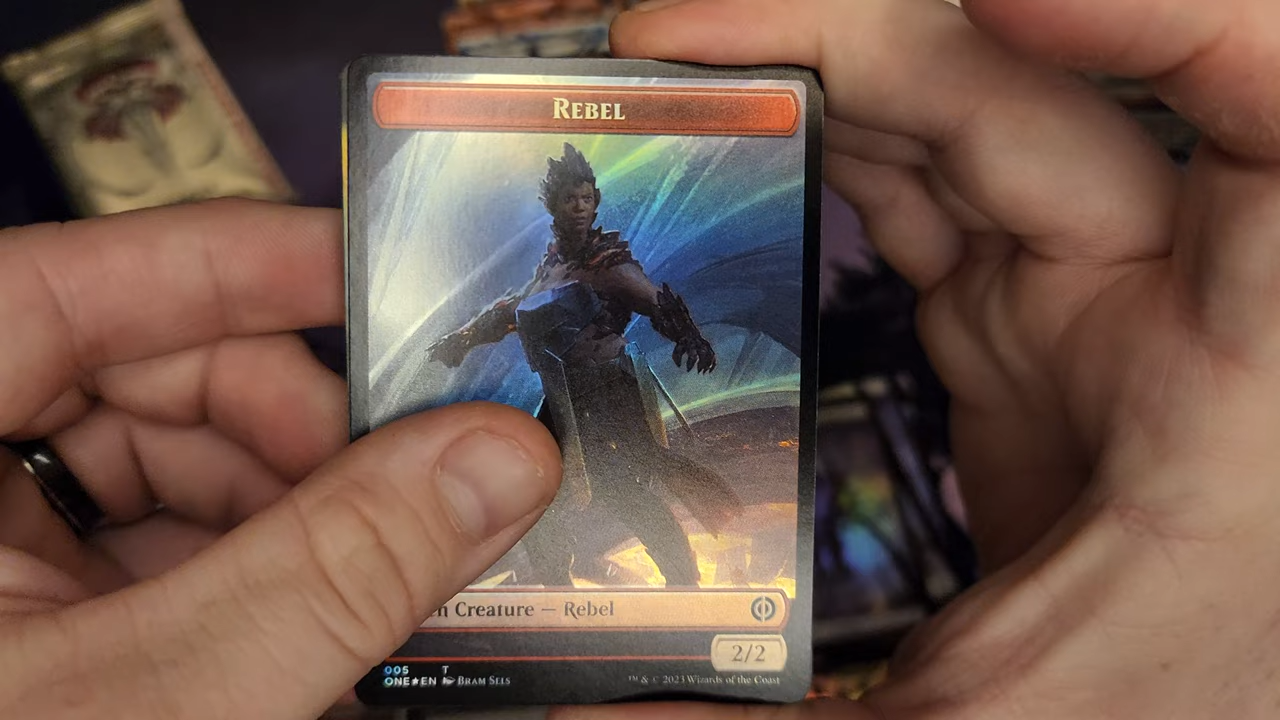 REBEL
n Creature — Rebel
2/2
005 T
ONE★EN BRAM SELS
™ & © 2023 Wizards of the Coast